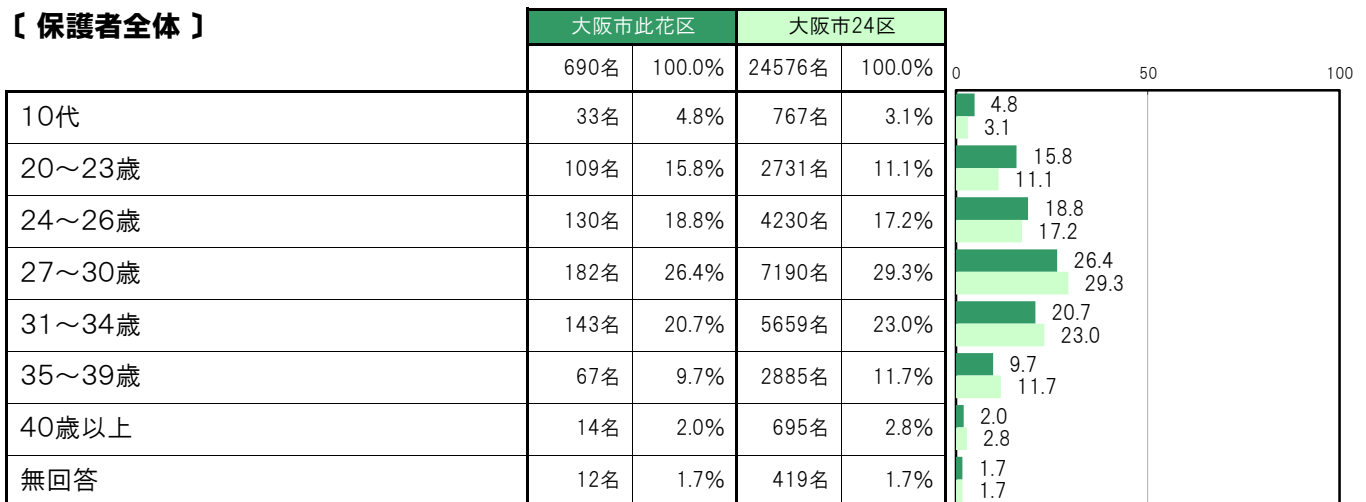 〔 保護者全体 〕
大阪市此花区 大阪市24区
690名 100.0% 24576名 100.0%
0 50 100
10代 33名 4.8% 767名 3.1%
4.8
3.1
20～23歳 109名 15.8% 2731名 11.1%
15.8
11.1
24～26歳 130名 18.8% 4230名 17.2%
18.8
17.2
27～30歳 182名 26.4% 7190名 29.3%
26.4
29.3
31～34歳 143名 20.7% 5659名 23.0%
20.7
23.0
35～39歳 67名 9.7% 2885名 11.7%
9.7
11.7
40歳以上 14名 2.0% 695名 2.8%
2.0
2.8
無回答 12名 1.7% 419名 1.7%
1.7
1.7